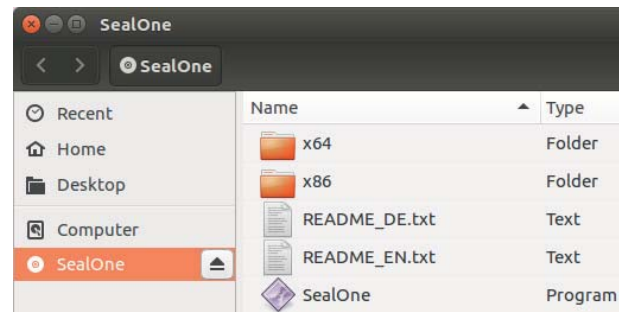 SealOne
SealOne
Recent
Home
Desktop
Computer
SealOne
Name Type
x64 Folder
x86 Folder
README_DE.txt Text
README_EN.txt Text
SealOne Program